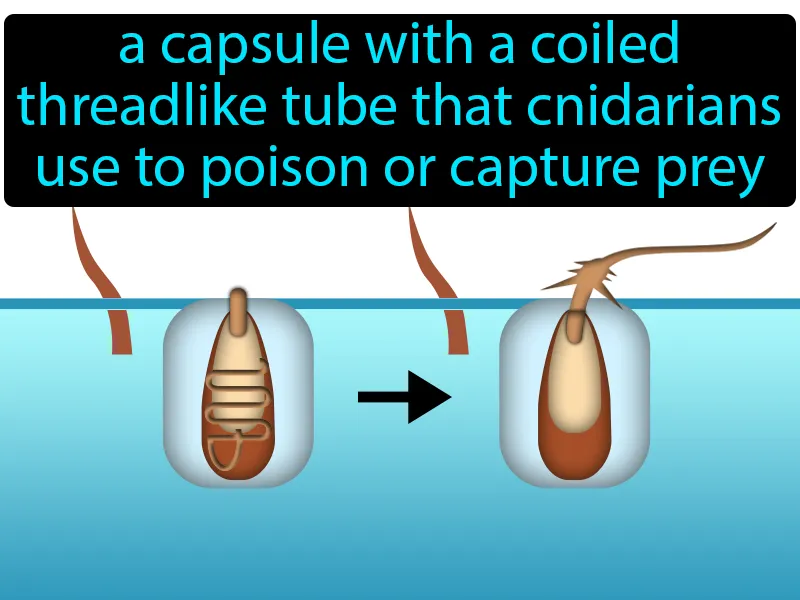 a capsule with a coiled
threadlike tube that cnidarians
use to poison or capture prey